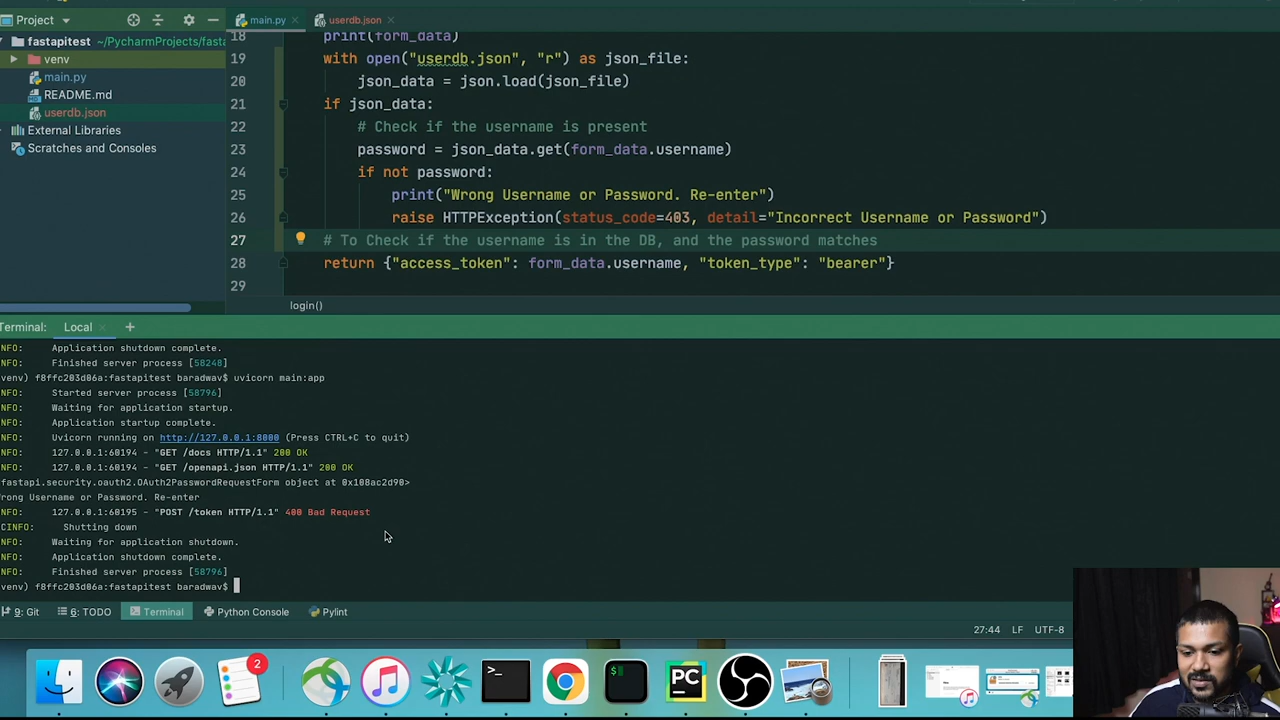 Project
main.py
userdb.json
fastapitest ~/PycharmProjects/fasta
venv
main.py
README.md
userdb.json
External Libraries
Scratches and Consoles
18 print(form_data)
19 with open("userdb.json", "r") as json_file:
20 json_data = json.load(json_file)
21 if json_data:
22 # Check if the username is present
23 password = json_data.get(form_data.username)
24 if not password:
25 print("Wrong Username or Password. Re-enter")
26 raise HTTPException(status_code=403, detail="Incorrect Username or Password")
27 # To Check if the username is in the DB, and the password matches
28 return {"access_token": form_data.username, "token_type": "bearer"}
29
login()
Terminal: Local +
NFO: Application shutdown complete.
NFO: Finished server process [58248]
venv) f8ffc203d06a:fastapitest baradwav$ uvicorn main:app
NFO: Started server process [58796]
NFO: Waiting for application startup.
NFO: Application startup complete.
NFO: Uvicorn running on http://127.0.0.1:8000 (Press CTRL+C to quit)
NFO: 127.0.0.1:60194 - "GET /docs HTTP/1.1" 200 OK
NFO: 127.0.0.1:60194 - "GET /openapi.json HTTP/1.1" 200 OK
fastapi.security.oauth2.OAuth2PasswordRequestForm object at 0x108ac2d90>
rong Username or Password. Re-enter
NFO: 127.0.0.1:60195 - "POST /token HTTP/1.1" 400 Bad Request
CINFO: Shutting down
NFO: Waiting for application shutdown.
NFO: Application shutdown complete.
NFO: Finished server process [58796]
venv) f8ffc203d06a:fastapitest baradwav$
9: Git
6: TODO
Terminal
Python Console
Pylint
27:44 LF UTF-8
2
PC